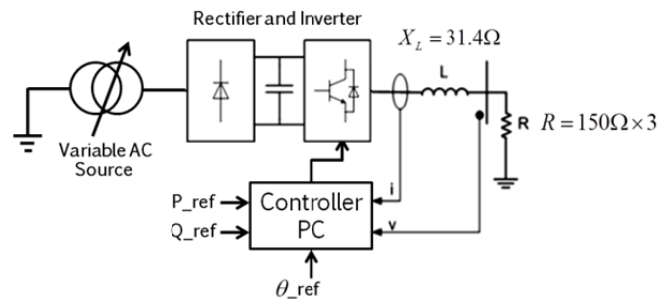 Rectifier and Inverter
X_L = 31.4Ω
L
R R = 150Ω × 3
Variable AC
Source
P_ref
Q_ref
Controller
PC
i
v
θ_ref